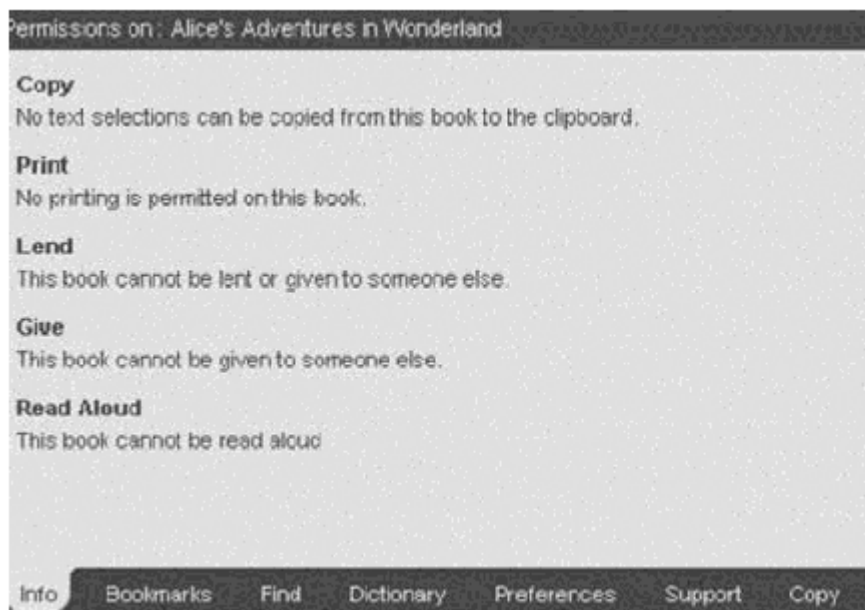 Permissions on : Alice's Adventures in Wonderland
Copy
No text selections can be copied from this book to the clipboard.
Print
No printing is permitted on this book.
Lend
This book cannot be lent or given to someone else.
Give
This book cannot be given to someone else.
Read Aloud
This book cannot be read aloud
Info Bookmarks Find Dictionary Preferences Support Copy